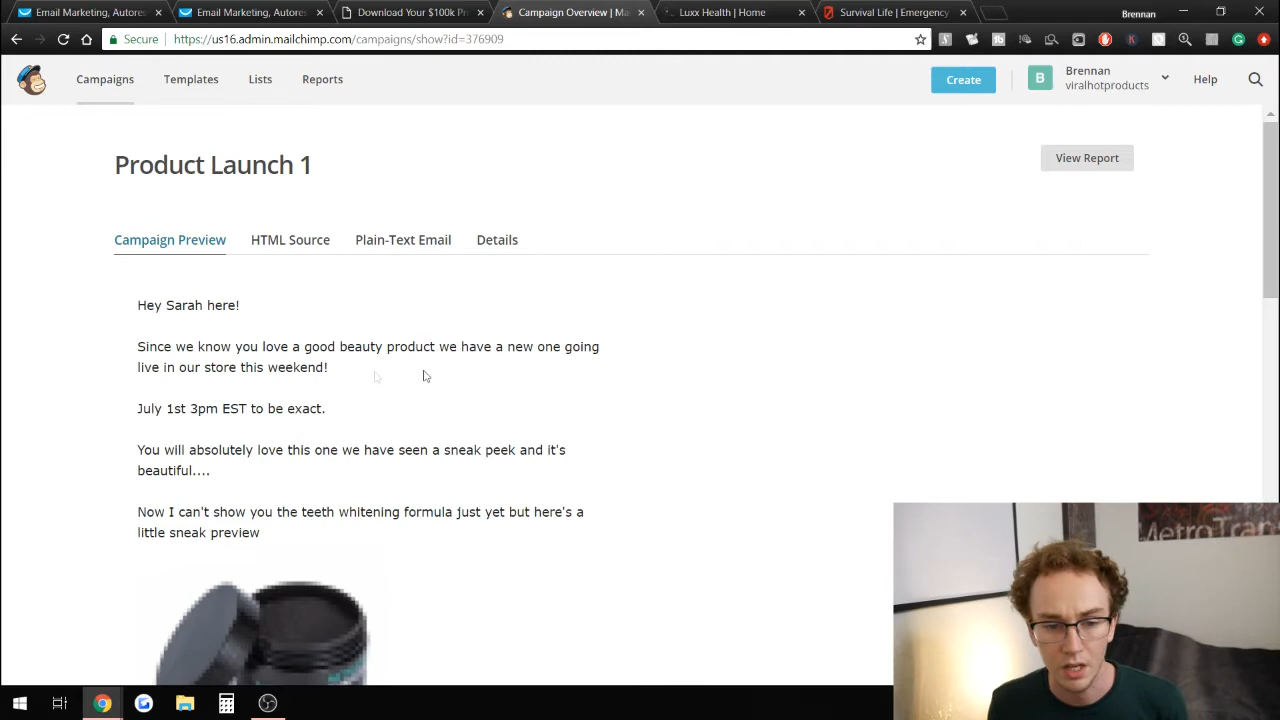 Email Marketing, Autores
Email Marketing, Autores
Download Your $100k Pr
Campaign Overview | Ma
Luxx Health | Home
Survival Life | Emergency
Brennan
Secure
https://us16.admin.mailchimp.com/campaigns/show?id=376909
Campaigns
Templates
Lists
Reports
Create
B
Brennan
viralhotproducts
Help
Product Launch 1
View Report
Campaign Preview
HTML Source
Plain-Text Email
Details
Hey Sarah here!
Since we know you love a good beauty product we have a new one going
live in our store this weekend!
July 1st 3pm EST to be exact.
You will absolutely love this one we have seen a sneak peek and it's
beautiful....
Now I can't show you the teeth whitening formula just yet but here's a
little sneak preview
MetroTran